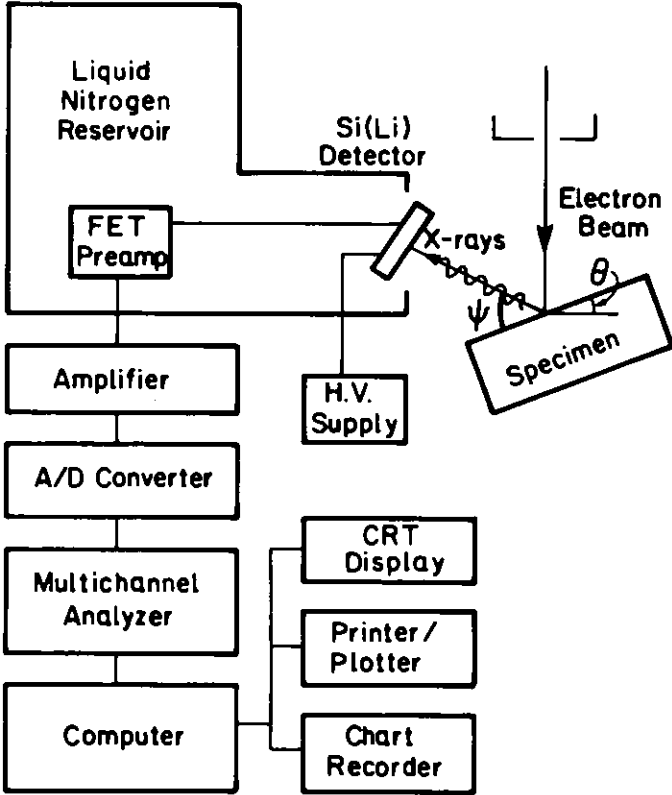 Liquid
Nitrogen
Reservoir
Si(Li)
Detector
FET
Preamp
X-rays
Electron
Beam
θ
ψ
Specimen
Amplifier
H.V.
Supply
A/D Converter
Multichannel
Analyzer
Computer
CRT
Display
Printer/
Plotter
Chart
Recorder